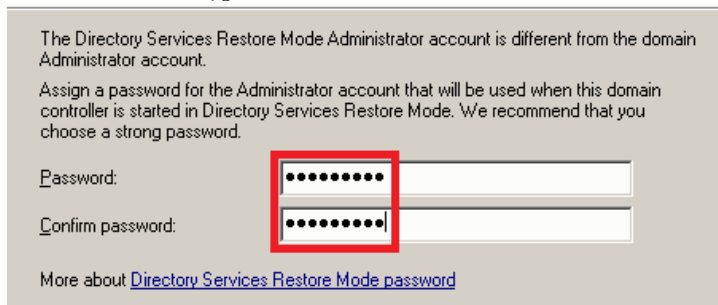 The Directory Services Restore Mode Administrator account is different from the domain
Administrator account.
Assign a password for the Administrator account that will be used when this domain
controller is started in Directory Services Restore Mode. We recommend that you
choose a strong password.
Password: •••••••••
Confirm password: •••••••••
More about Directory Services Restore Mode password